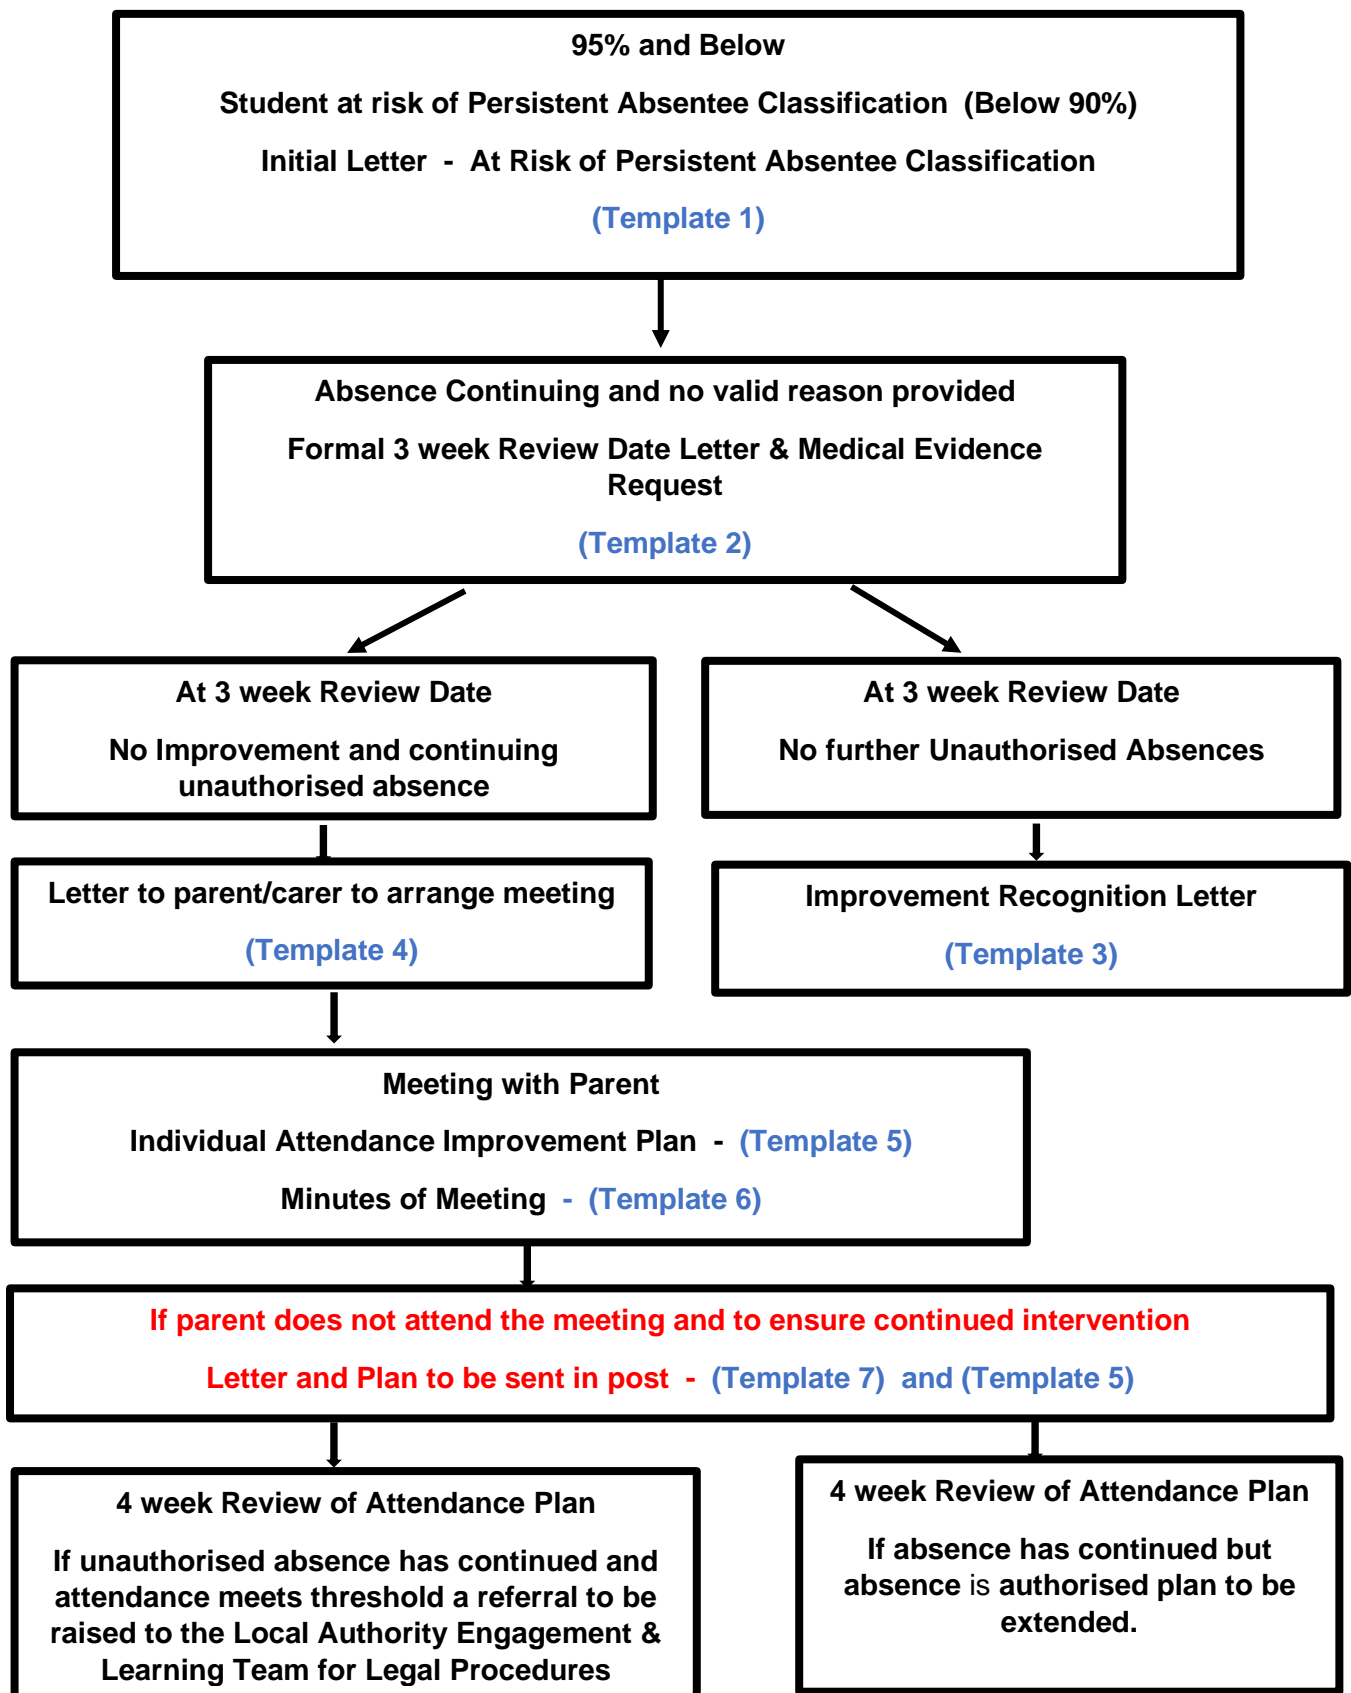 95% and Below
Student at risk of Persistent Absentee Classification (Below 90%)
Initial Letter - At Risk of Persistent Absentee Classification
(Template 1)
Absence Continuing and no valid reason provided
Formal 3 week Review Date Letter & Medical Evidence
Request
(Template 2)
At 3 week Review Date
No Improvement and continuing
unauthorised absence
At 3 week Review Date
No further Unauthorised Absences
Letter to parent/carer to arrange meeting
(Template 4)
Improvement Recognition Letter
(Template 3)
Meeting with Parent
Individual Attendance Improvement Plan - (Template 5)
Minutes of Meeting - (Template 6)
If parent does not attend the meeting and to ensure continued intervention
Letter and Plan to be sent in post - (Template 7) and (Template 5)
4 week Review of Attendance Plan
If unauthorised absence has continued and
attendance meets threshold a referral to be
raised to the Local Authority Engagement &
Learning Team for Legal Procedures
4 week Review of Attendance Plan
If absence has continued but
absence is authorised plan to be
extended.